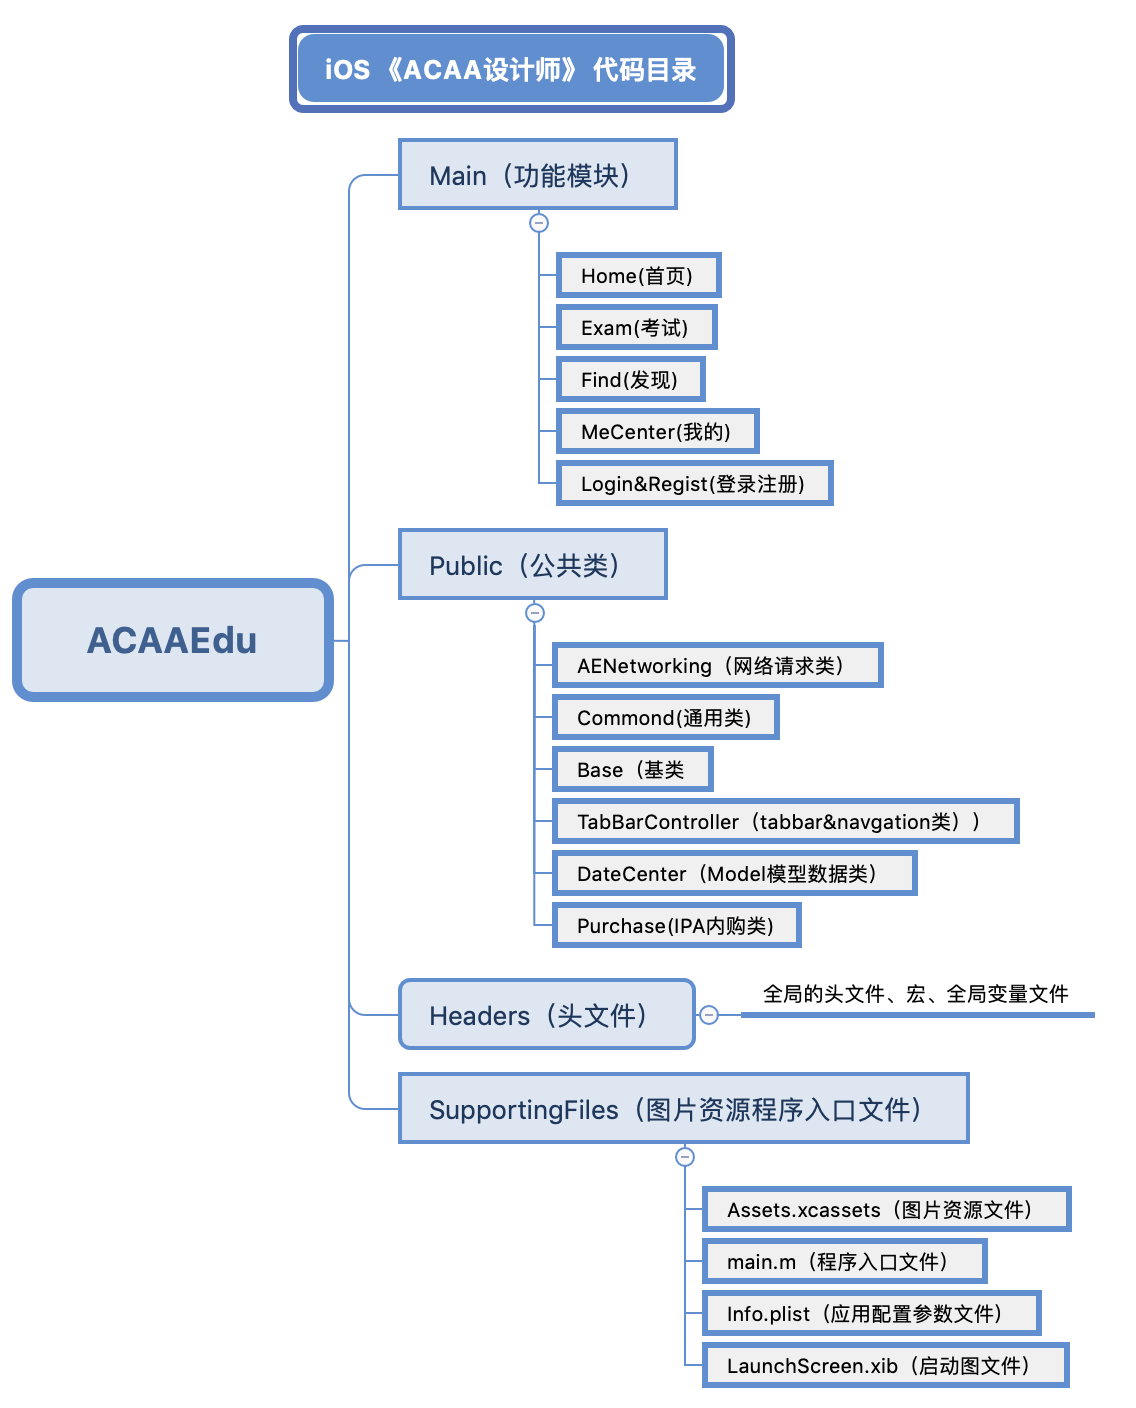 iOS 《ACAA设计师》 代码目录
Main（功能模块）
Home(首页)
Exam(考试)
Find(发现)
MeCenter(我的)
Login&Regist(登录注册)
Public（公共类）
ACAAEdu
AENetworking（网络请求类）
Commond(通用类)
Base（基类
TabBarController（tabbar&navgation类））
DateCenter（Model模型数据类）
Purchase(IPA内购类)
Headers（头文件）
全局的头文件、宏、全局变量文件
SupportingFiles（图片资源程序入口文件）
Assets.xcassets（图片资源文件）
main.m（程序入口文件）
Info.plist（应用配置参数文件）
LaunchScreen.xib（启动图文件）